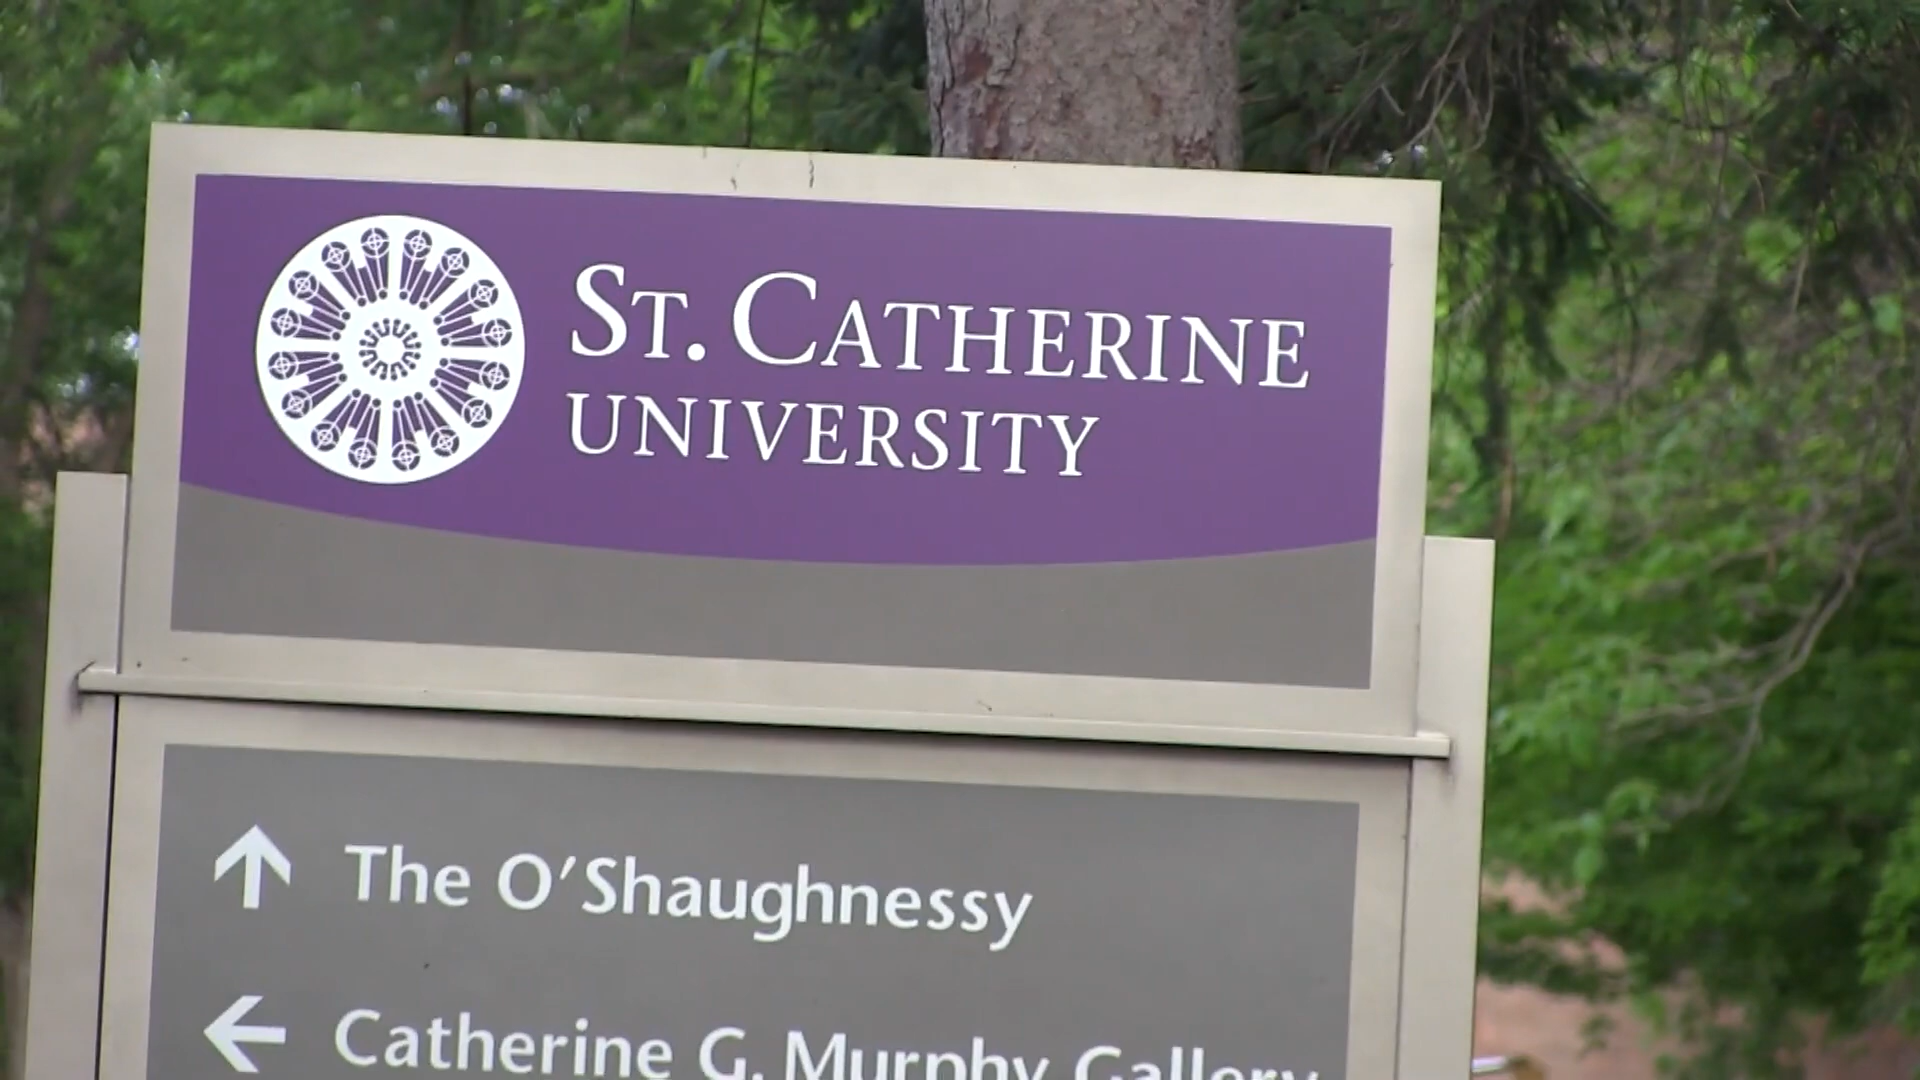 ST. CATHERINE
UNIVERSITY
The O'Shaughnessy
Catherine G. Murphy Gallery